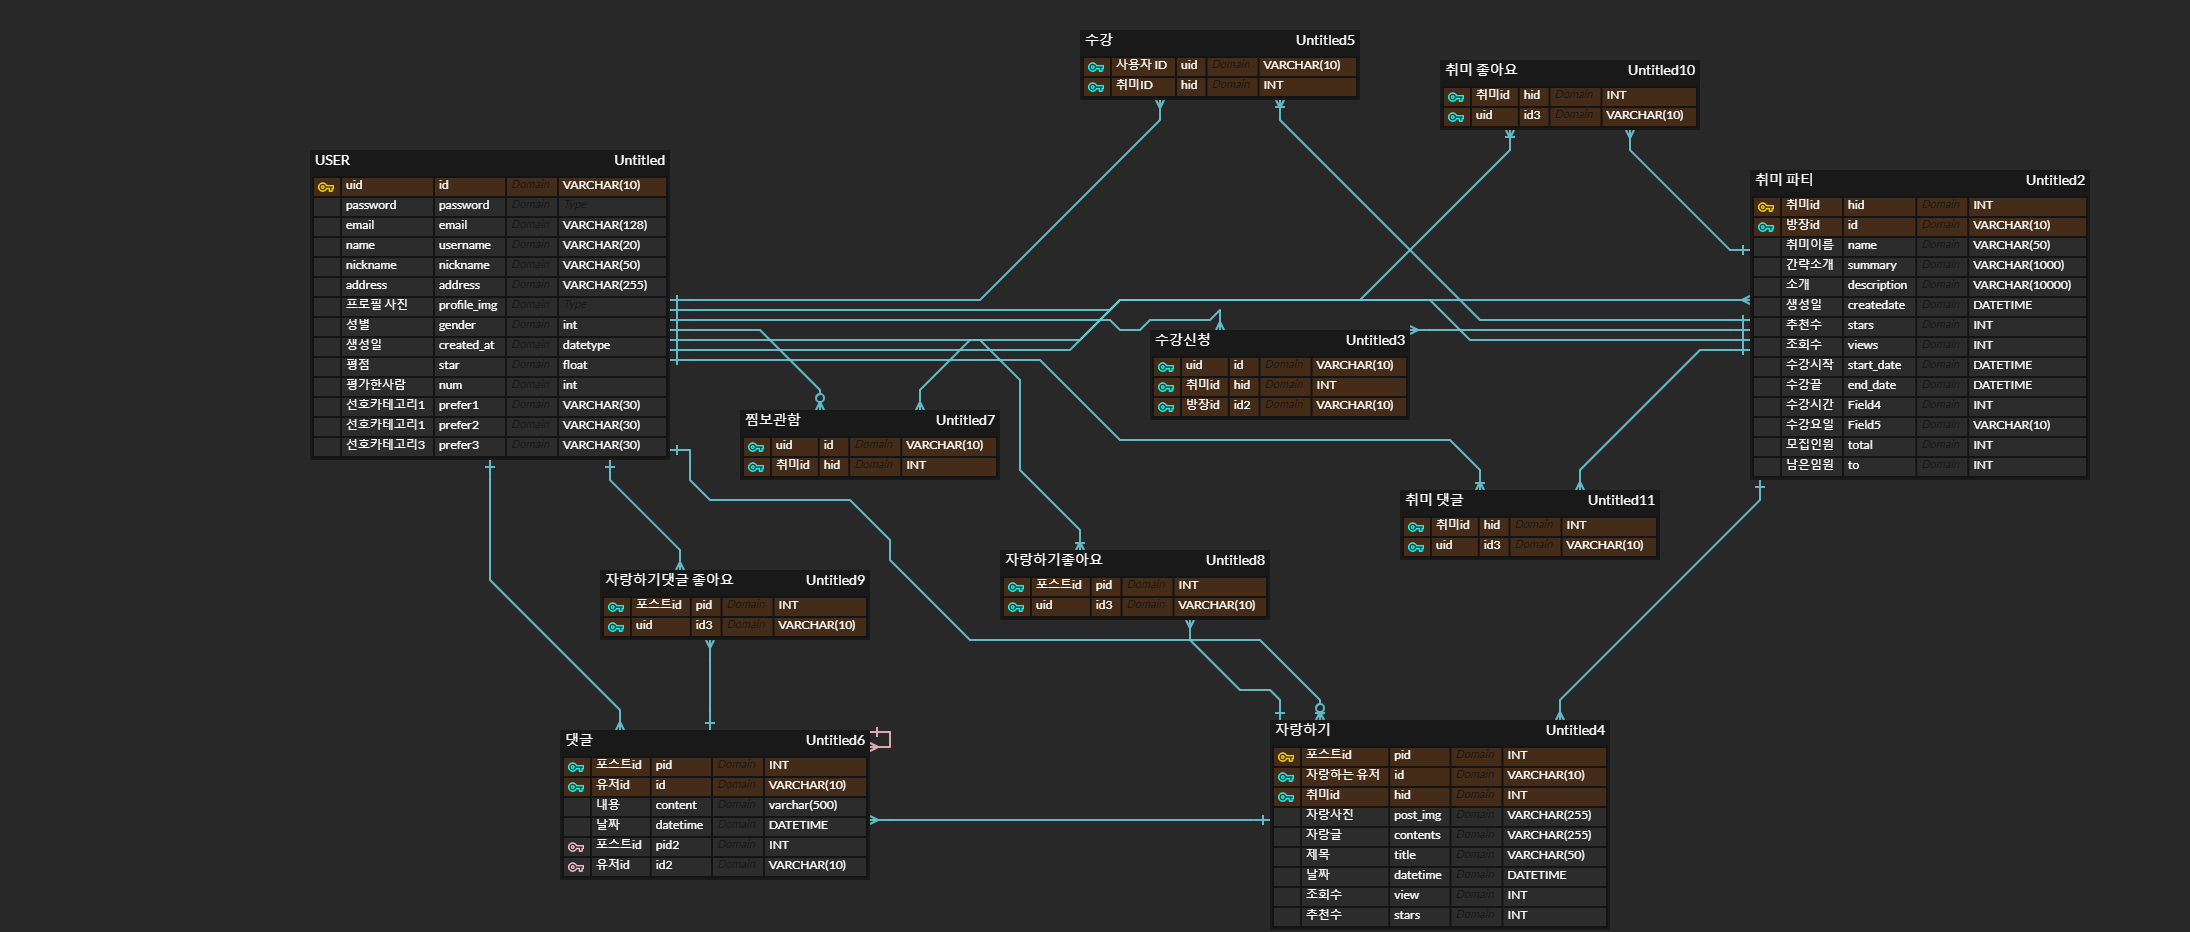 수강 Untitled5
사용자 ID uid Domain VARCHAR(10)
취미ID hid Domain INT
취미 좋아요 Untitled10
취미id hid Domain INT
uid id3 Domain VARCHAR(10)
USER Untitled
uid id Domain VARCHAR(10)
password password Domain Type
email email Domain VARCHAR(128)
name username Domain VARCHAR(20)
nickname nickname Domain VARCHAR(50)
address address Domain VARCHAR(255)
프로필 사진 profile_img Domain Type
성별 gender Domain int
생성일 created_at Domain datetype
평점 star Domain float
평가한사람 num Domain int
선호카테고리1 prefer1 Domain VARCHAR(30)
선호카테고리1 prefer2 Domain VARCHAR(30)
선호카테고리3 prefer3 Domain VARCHAR(30)
취미 파티 Untitled2
취미id hid Domain INT
방장id id Domain VARCHAR(10)
취미이름 name Domain VARCHAR(50)
간략소개 summary Domain VARCHAR(1000)
소개 description Domain VARCHAR(10000)
생성일 createdate Domain DATETIME
추천수 stars Domain INT
조회수 views Domain INT
수강시작 start_date Domain DATETIME
수강끝 end_date Domain DATETIME
수강시간 Field4 Domain INT
수강요일 Field5 Domain VARCHAR(10)
모집인원 total Domain INT
남은임원 to Domain INT
수강신청 Untitled3
uid id Domain VARCHAR(10)
취미id hid Domain INT
방장id id2 Domain VARCHAR(10)
찜보관함 Untitled7
uid id Domain VARCHAR(10)
취미id hid Domain INT
취미 댓글 Untitled11
취미id hid Domain INT
uid id3 Domain VARCHAR(10)
자랑하기좋아요 Untitled8
포스트id pid Domain INT
uid id3 Domain VARCHAR(10)
자랑하기댓글 좋아요 Untitled9
포스트id pid Domain INT
uid id3 Domain VARCHAR(10)
댓글 Untitled6
포스트id pid Domain INT
유저id id Domain VARCHAR(10)
내용 content Domain varchar(500)
날짜 datetime Domain DATETIME
포스트id pid2 Domain INT
유저id id2 Domain VARCHAR(10)
자랑하기 Untitled4
포스트id pid Domain INT
자랑하는 유저 id Domain VARCHAR(10)
취미id hid Domain INT
자랑사진 post_img Domain VARCHAR(255)
자랑글 contents Domain VARCHAR(255)
제목 title Domain VARCHAR(50)
날짜 datetime Domain DATETIME
조회수 view Domain INT
추천수 stars Domain INT